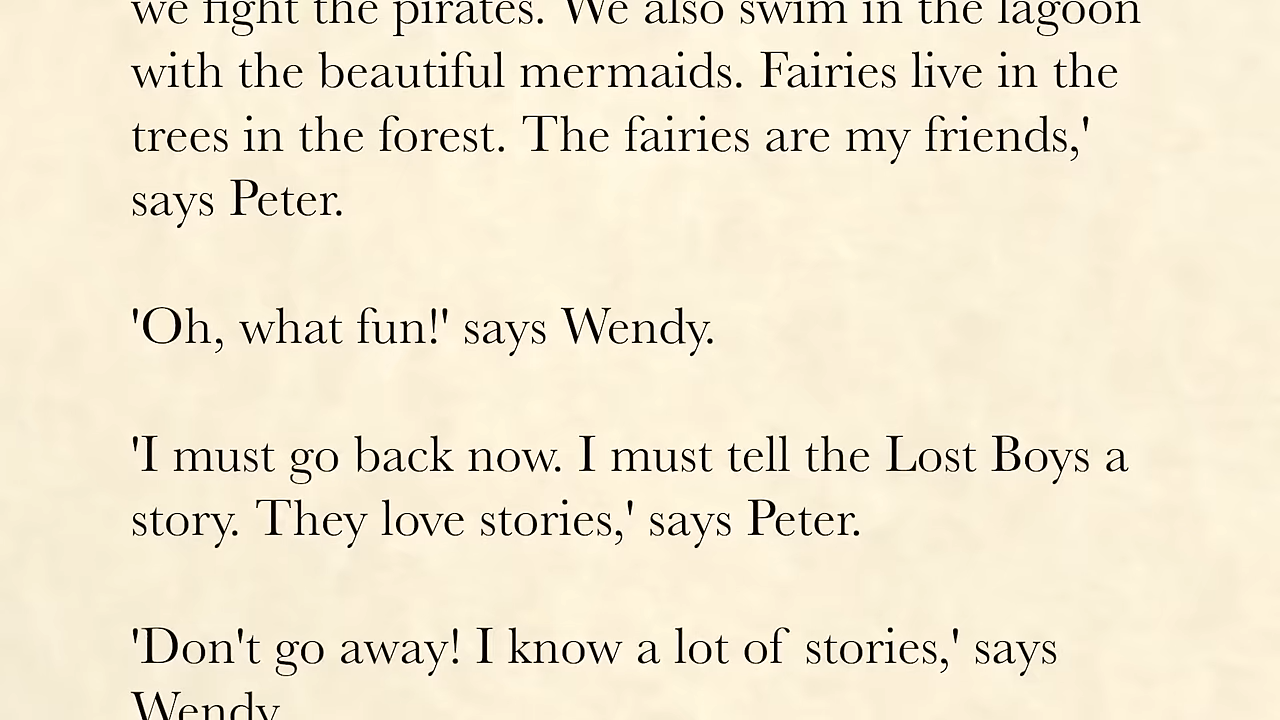 we fight the pirates. We also swim in the lagoon
with the beautiful mermaids. Fairies live in the
trees in the forest. The fairies are my friends,'
says Peter.
'Oh, what fun!' says Wendy.
'I must go back now. I must tell the Lost Boys a
story. They love stories,' says Peter.
'Don't go away! I know a lot of stories,' says
Wendy.